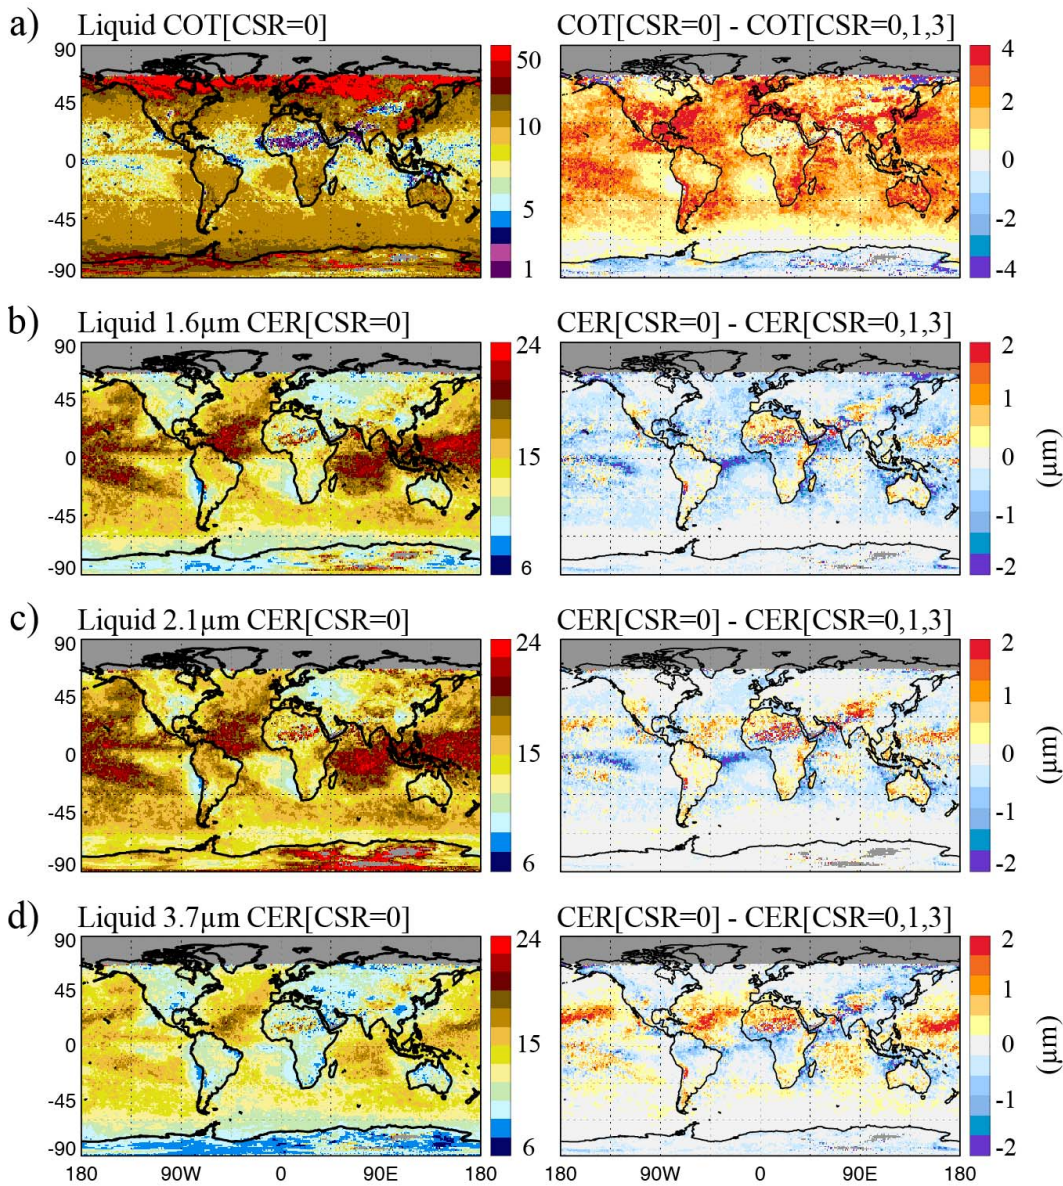 a) Liquid COT[CSR=0] COT[CSR=0] - COT[CSR=0,1,3]
90 50 4
45 2
10
0 0
5
-45 -2
-90 1 -4
b) Liquid 1.6µm CER[CSR=0] CER[CSR=0] - CER[CSR=0,1,3]
90 24 2
45 1
0 15 0 (µm)
-45 -1
-90 6 -2
c) Liquid 2.1µm CER[CSR=0] CER[CSR=0] - CER[CSR=0,1,3]
90 24 2
45 1
0 15 0 (µm)
-45 -1
-90 6 -2
d) Liquid 3.7µm CER[CSR=0] CER[CSR=0] - CER[CSR=0,1,3]
90 24 2
45 1
0 15 0 (µm)
-45 -1
-90 6 -2
180 90W 0 90E 180 90W 0 90E 180